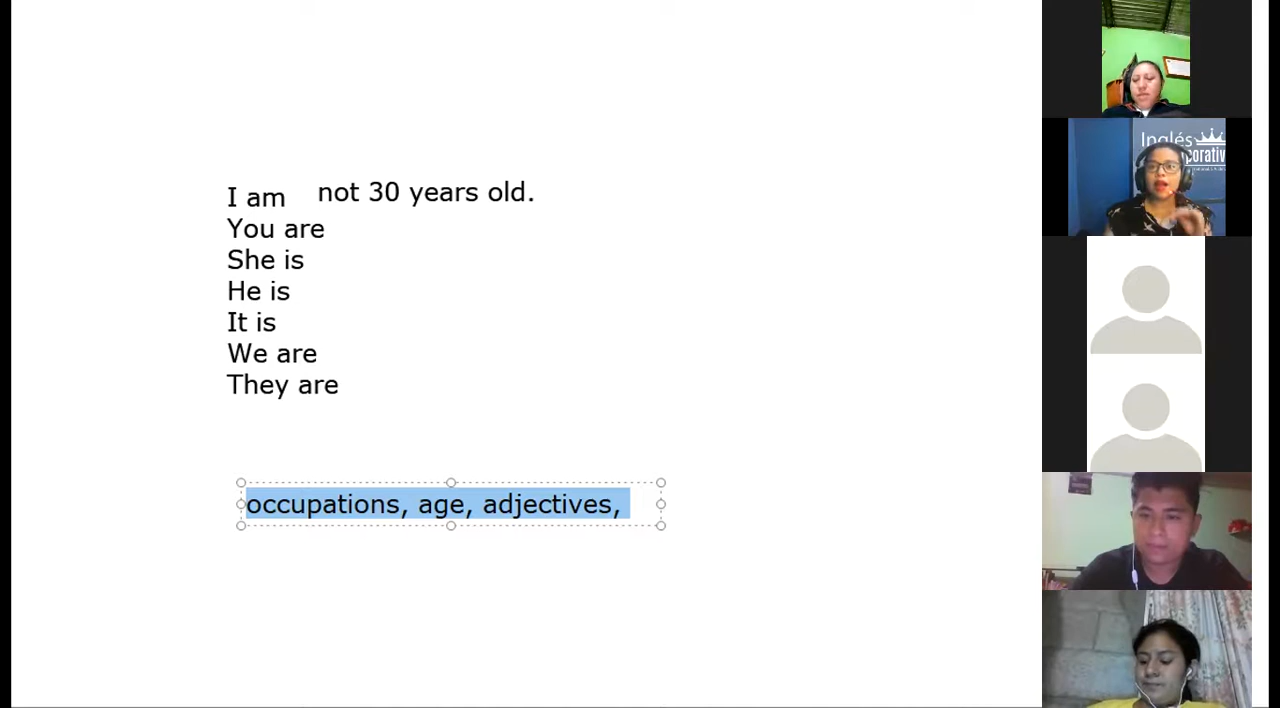 I am not 30 years old.
You are
She is
He is
It is
We are
They are
occupations, age, adjectives,
Inglés